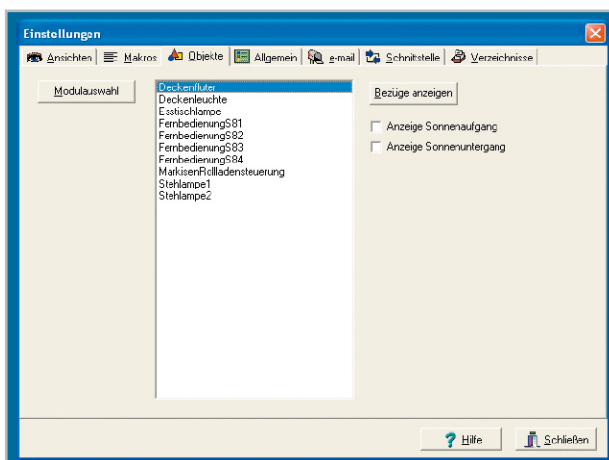 Einstellungen
Ansichten Makros Objekte Allgemein e-mail Schnittstelle Verzeichnisse
Modulauswahl
Deckenfluter
Deckenleuchte
Esstischlampe
FernbedienungS81
FernbedienungS82
FernbedienungS83
FernbedienungS84
MarkisenRollladensteuerung
Stehlampe1
Stehlampe2
Bezüge anzeigen
Anzeige Sonnenaufgang
Anzeige Sonnenuntergang
Hilfe Schließen